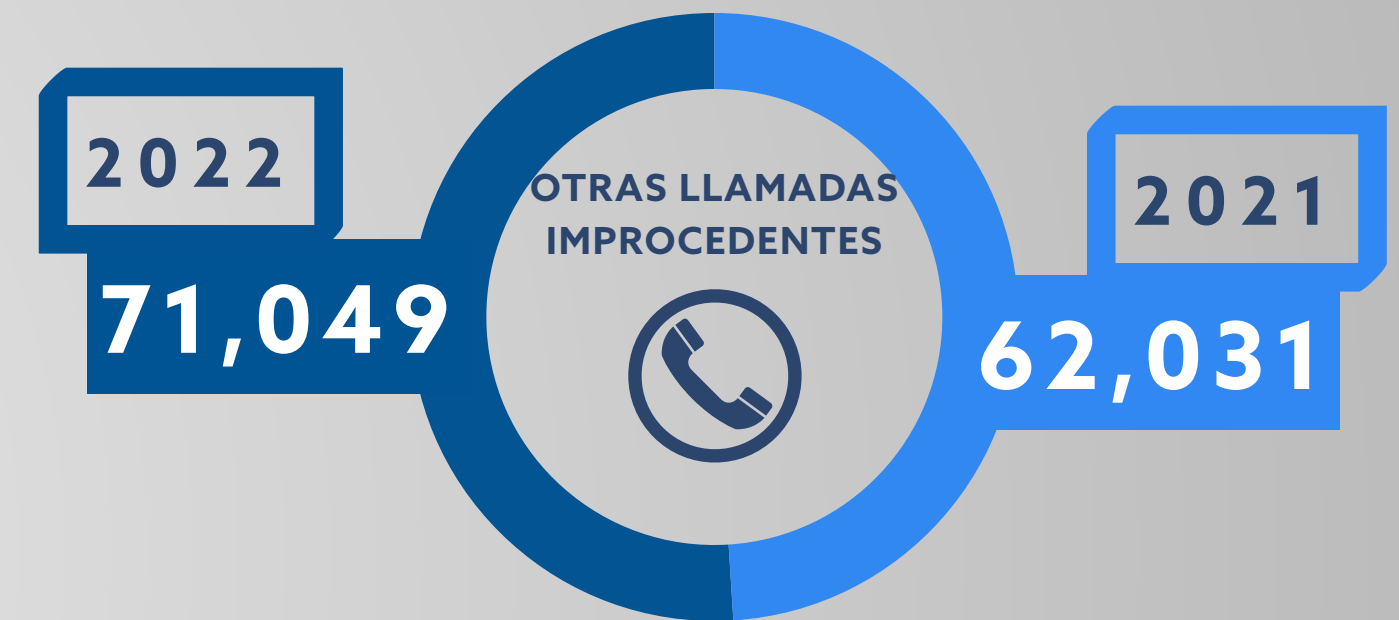 2022
71,049
OTRAS LLAMADAS
IMPROCEDENTES
2021
62,031